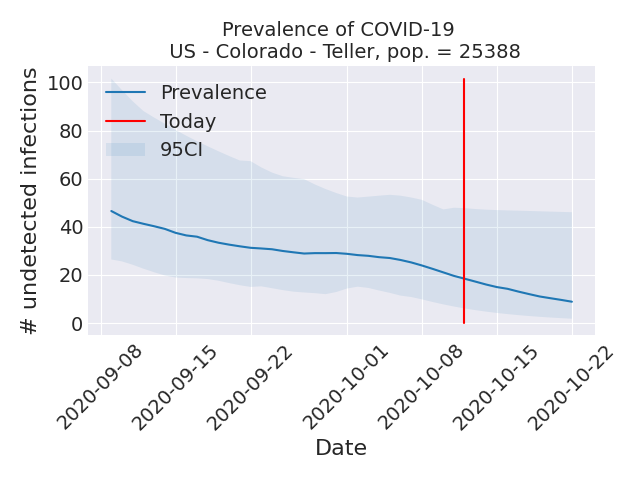 Prevalence of COVID-19
US - Colorado - Teller, pop. = 25388
# undetected infections
100
80
60
40
20
0
Prevalence
Today
95CI
2020-09-08
2020-09-15
2020-09-22
2020-10-01
2020-10-08
2020-10-15
2020-10-22
Date